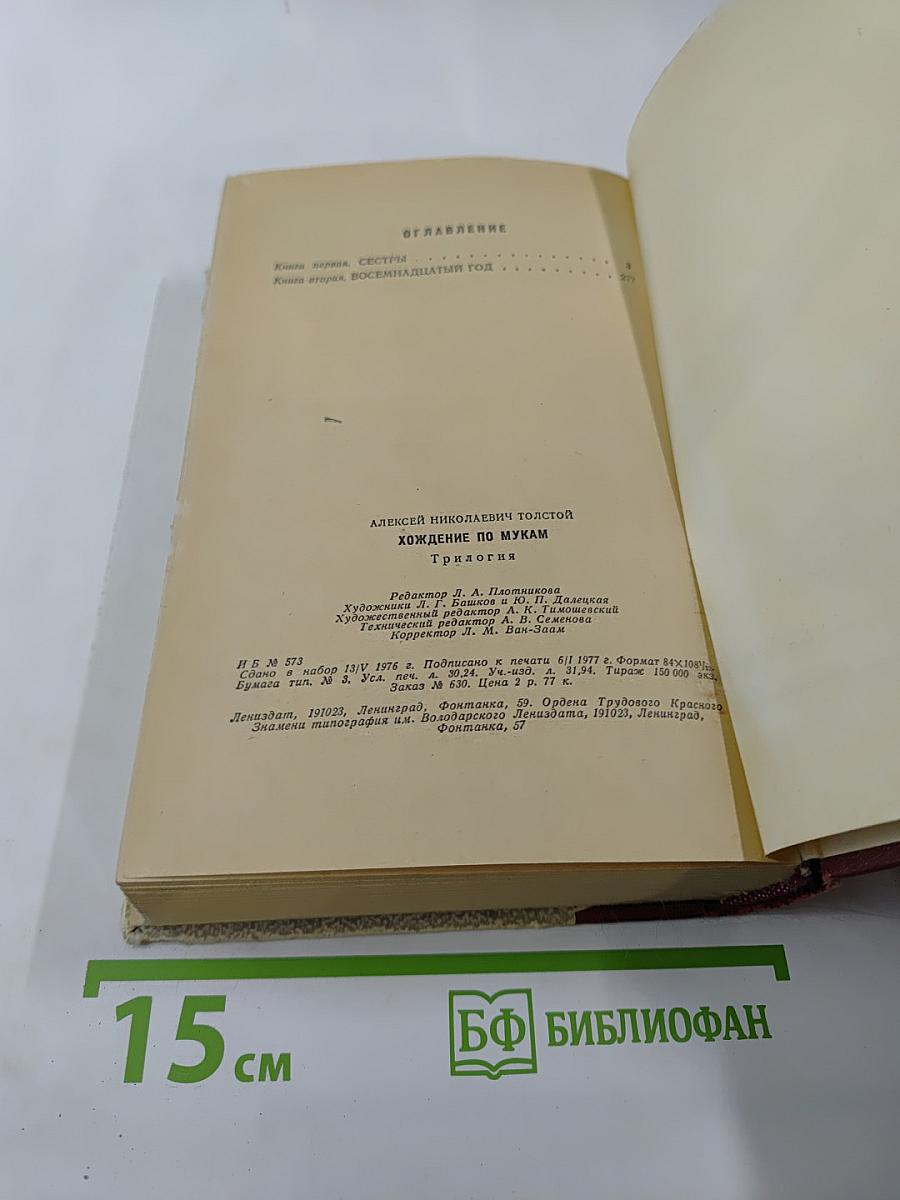 ОГЛАВЛЕНИЕ
Книга первая. СЕСТРЫ . . . . . . . . . . . . . . . 3
Книга вторая. ВОСЕМНАДЦАТЫЙ ГОД . . . . . . . . . 277
АЛЕКСЕЙ НИКОЛАЕВИЧ ТОЛСТОЙ
ХОЖДЕНИЕ ПО МУКАМ
Трилогия
Редактор Л. А. Плотникова
Художники Л. Г. Башков и Ю. П. Далецкая
Художественный редактор А. К. Тимошевский
Технический редактор А. В. Семенова
Корректор Л. М. Ван-Заам
И Б № 573
Сдано в набор 13/V 1976 г. Подписано к печати 6/I 1977 г. Формат 84×108¹/₃₂.
Бумага тип. № 3. Усл. печ. л. 30,24. Уч.-изд. л. 31,94. Тираж 150 000 экз.
Заказ № 630. Цена 2 р. 77 к.
Лениздат, 191023, Ленинград, Фонтанка, 59. Ордена Трудового Красного
Знамени типография им. Володарского Лениздата, 191023, Ленинград,
Фонтанка, 57
15 см
БФ БИБЛИОФАН